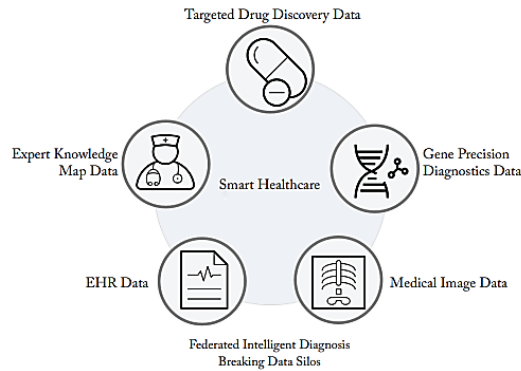 Targeted Drug Discovery Data
Expert Knowledge
Map Data
Gene Precision
Diagnostics Data
Smart Healthcare
EHR Data
Medical Image Data
Federated Intelligent Diagnosis
Breaking Data Silos